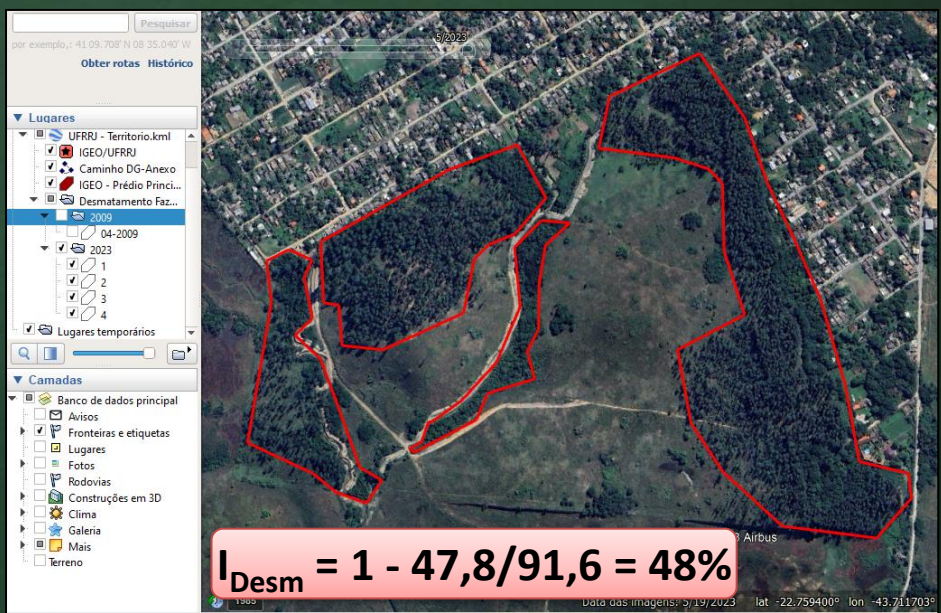 Pesquisar
por exemplo,: 41 09.708' N 08 35.040' W
Obter rotas Histórico
Lugares
UFRRJ - Territorio.kml
IGEO/UFRRJ
Caminho DG-Anexo
IGEO - Prédio Princi...
Desmatamento Faz...
2009
04-2009
2023
1
2
3
4
Lugares temporários
Camadas
Banco de dados principal
Avisos
Fronteiras e etiquetas
Lugares
Fotos
Rodovias
Construções em 3D
Clima
Galeria
Mais
Terreno
5/2023
Airbus
I Desm = 1 - 47,8/91,6 = 48%
1985
Data das imagens: 5/19/2023 lat -22.759400° lon -43.711703°